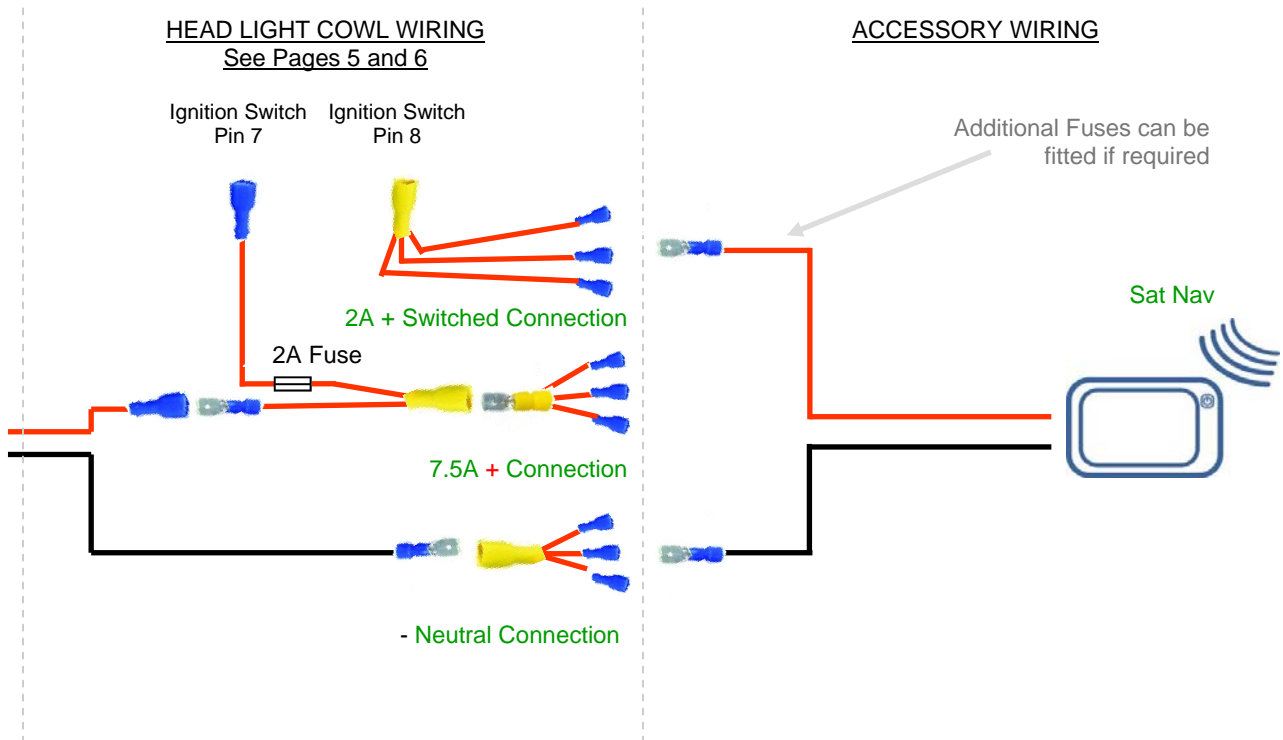 HEAD LIGHT COWL WIRING
See Pages 5 and 6
Ignition Switch
Pin 7
Ignition Switch
Pin 8
2A + Switched Connection
2A Fuse
7.5A + Connection
- Neutral Connection
ACCESSORY WIRING
Additional Fuses can be
fitted if required
Sat Nav